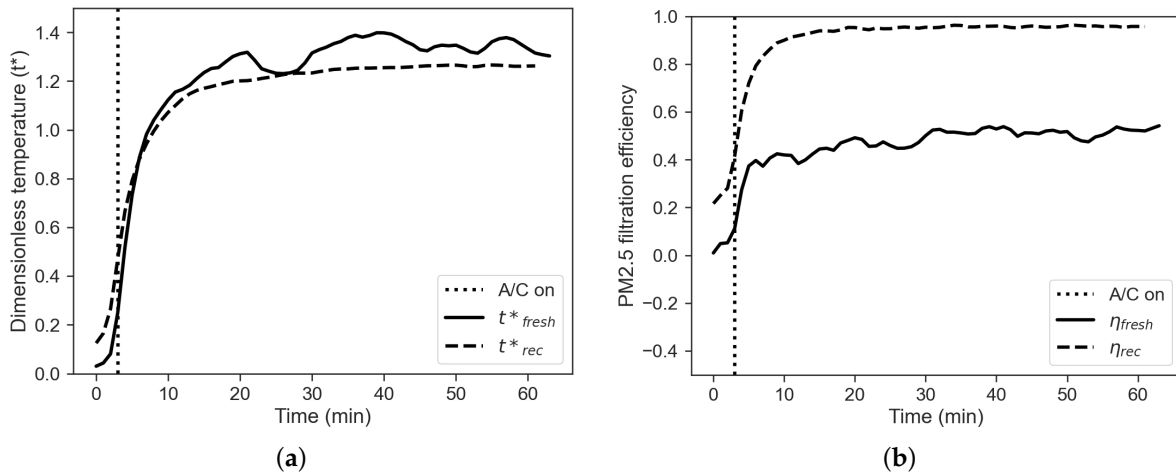 1.4
1.2
1.0
0.8
0.6
0.4
0.2
0.0
Dimensionless temperature (t*)
A/C on
t*fresh
t*rec
0 10 20 30 40 50 60
Time (min)
(a)
1.0
0.8
0.6
0.4
0.2
0.0
−0.2
−0.4
PM2.5 filtration efficiency
A/C on
ηfresh
ηrec
0 10 20 30 40 50 60
Time (min)
(b)